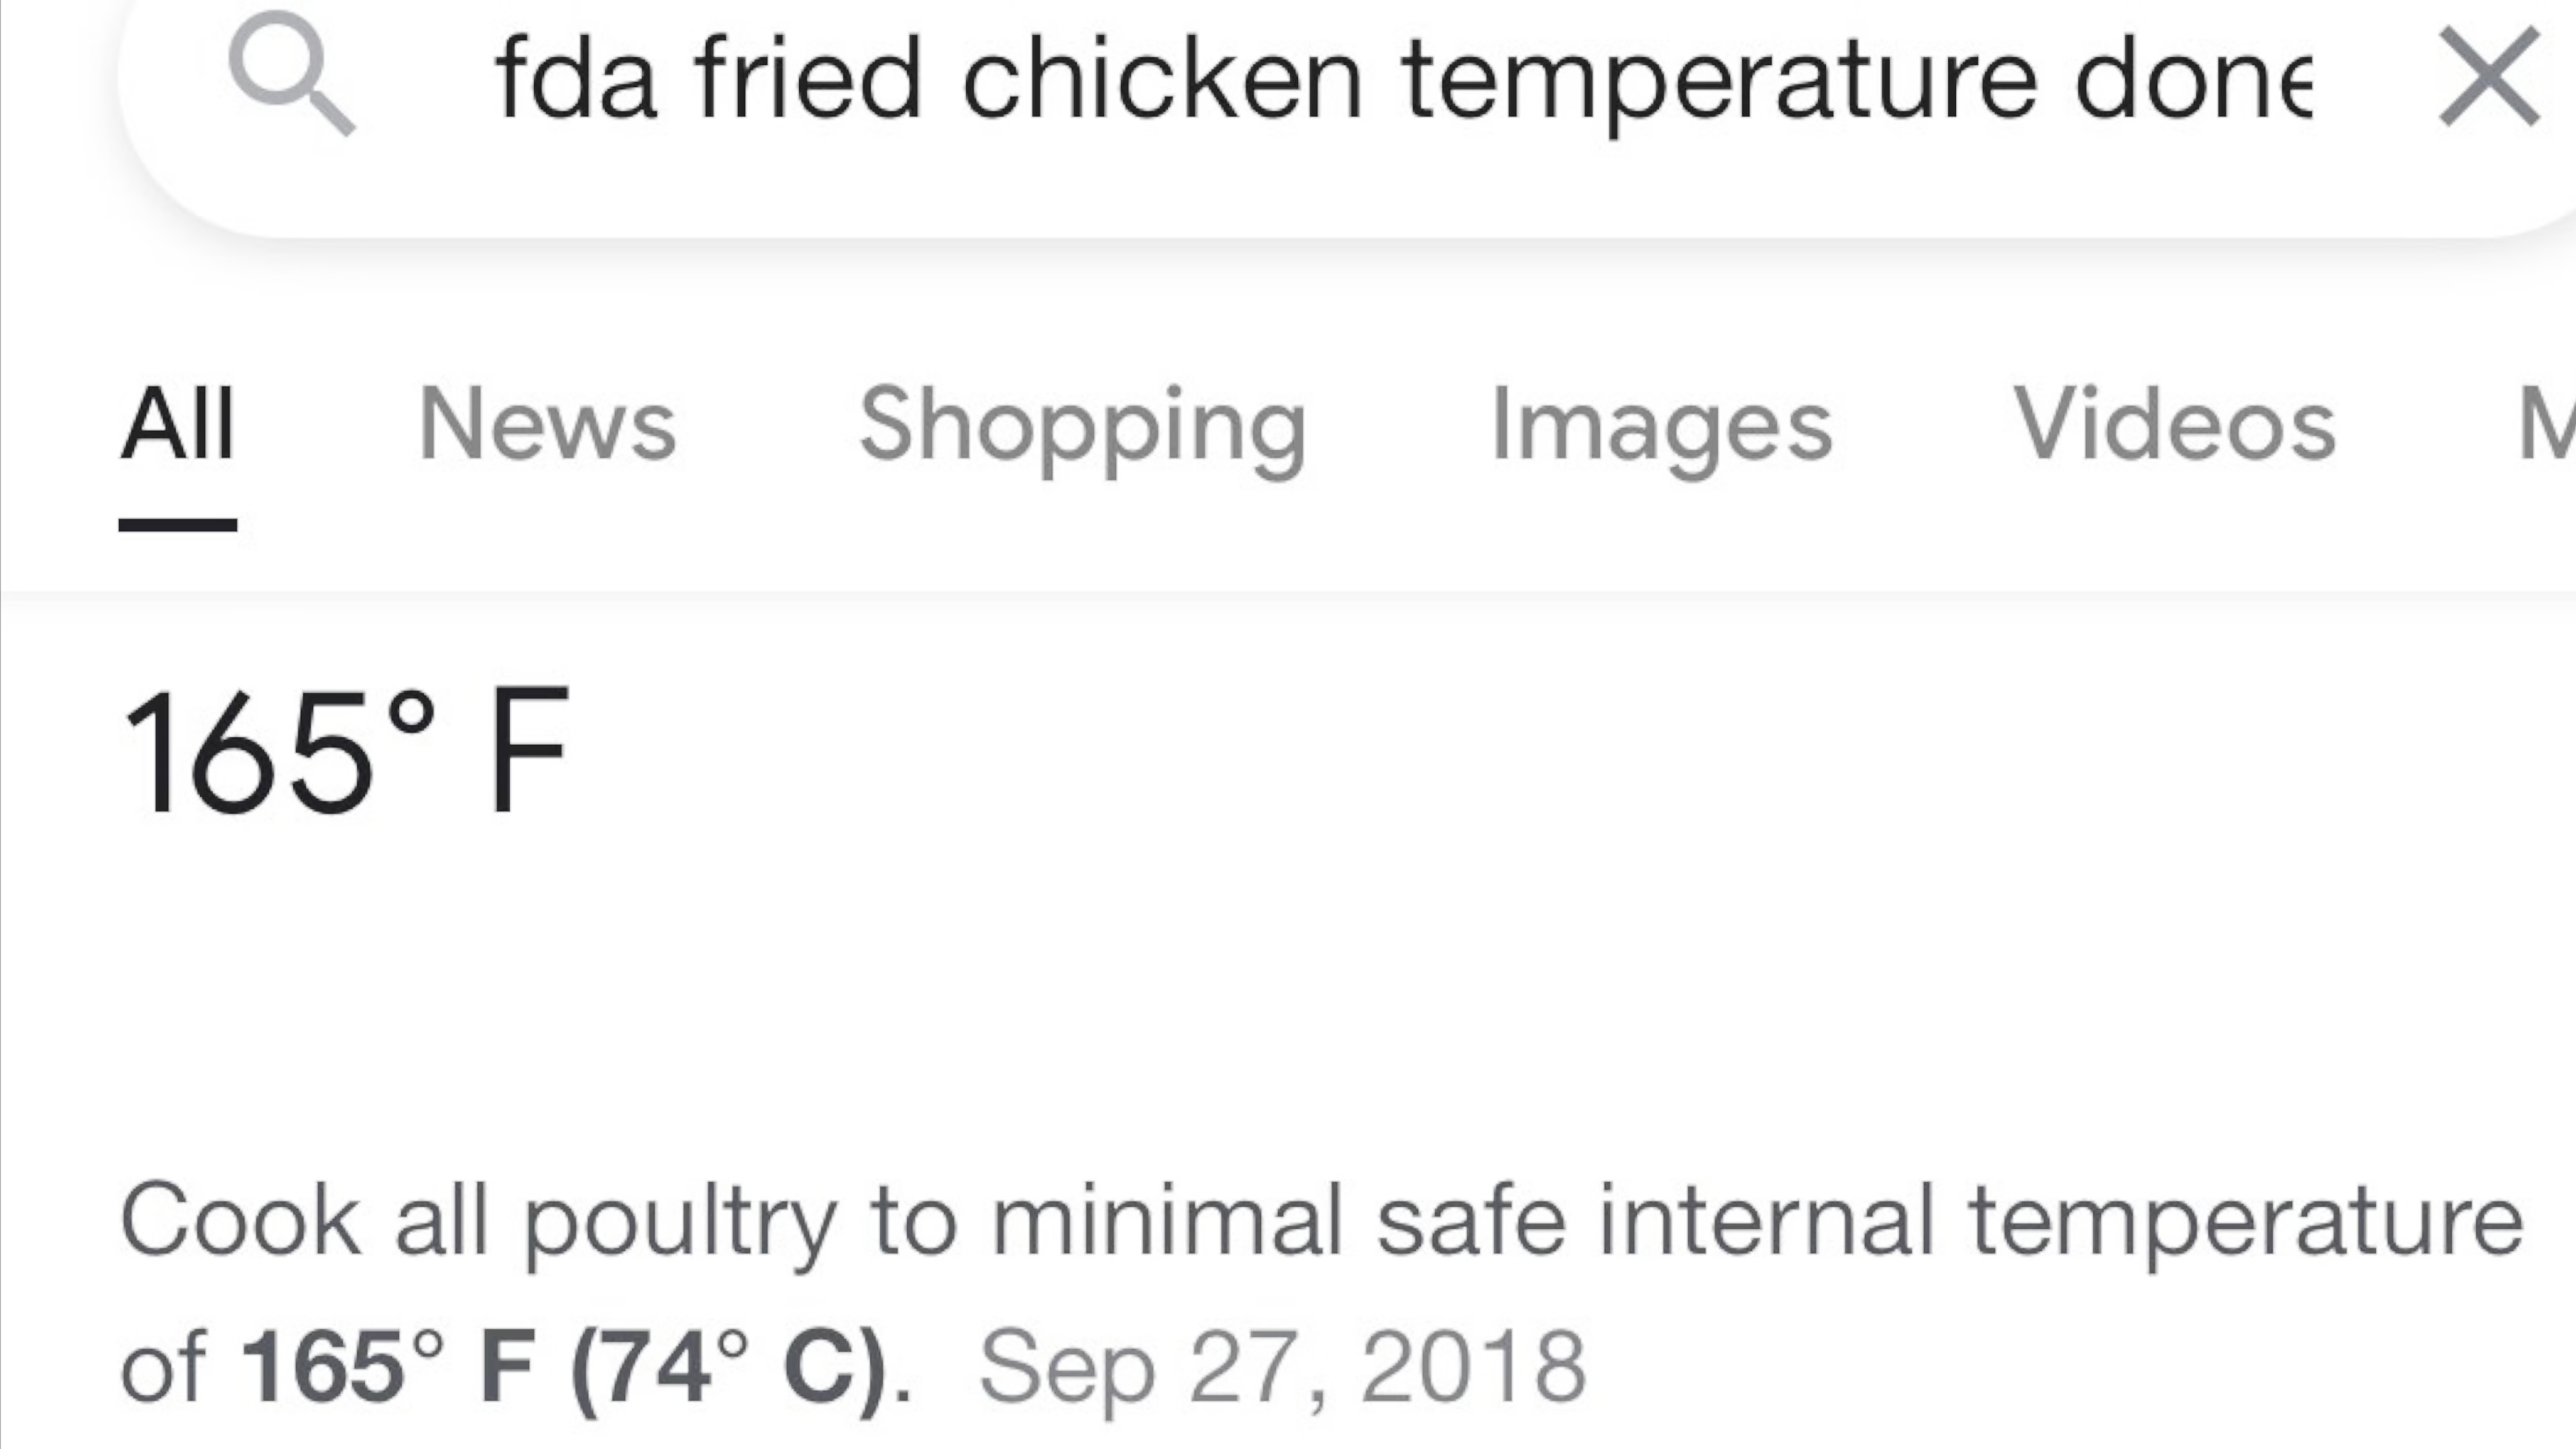 fda fried chicken temperature done
All News Shopping Images Videos M
165° F
Cook all poultry to minimal safe internal temperature
of 165° F (74° C). Sep 27, 2018